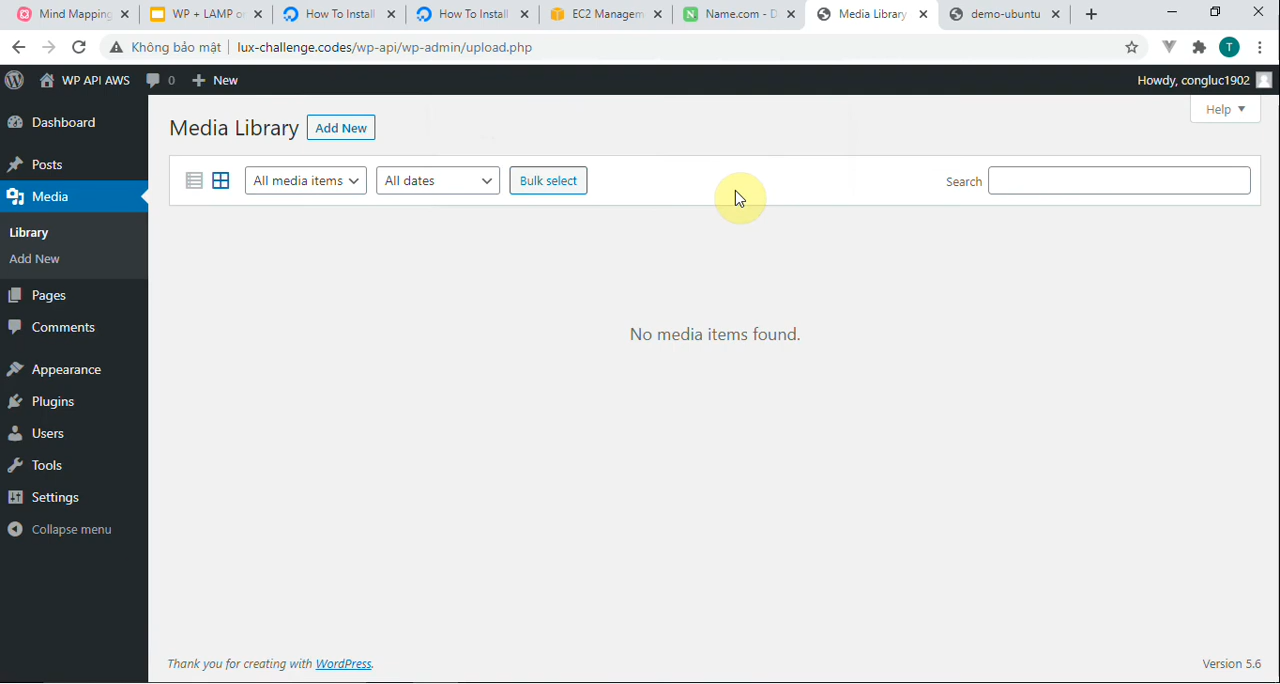 Mind Mapping
WP + LAMP o
How To Install
How To Install
EC2 Managem
Name.com - D
Media Library
demo-ubuntu
Không bảo mật
lux-challenge.codes/wp-api/wp-admin/upload.php
T
WP API AWS
0
New
Howdy, congluc1902
Help
Dashboard
Posts
Media
Library
Add New
Pages
Comments
Appearance
Plugins
Users
Tools
Settings
Collapse menu
Media Library
Add New
All media items
All dates
Bulk select
Search
No media items found.
Thank you for creating with WordPress.
Version 5.6